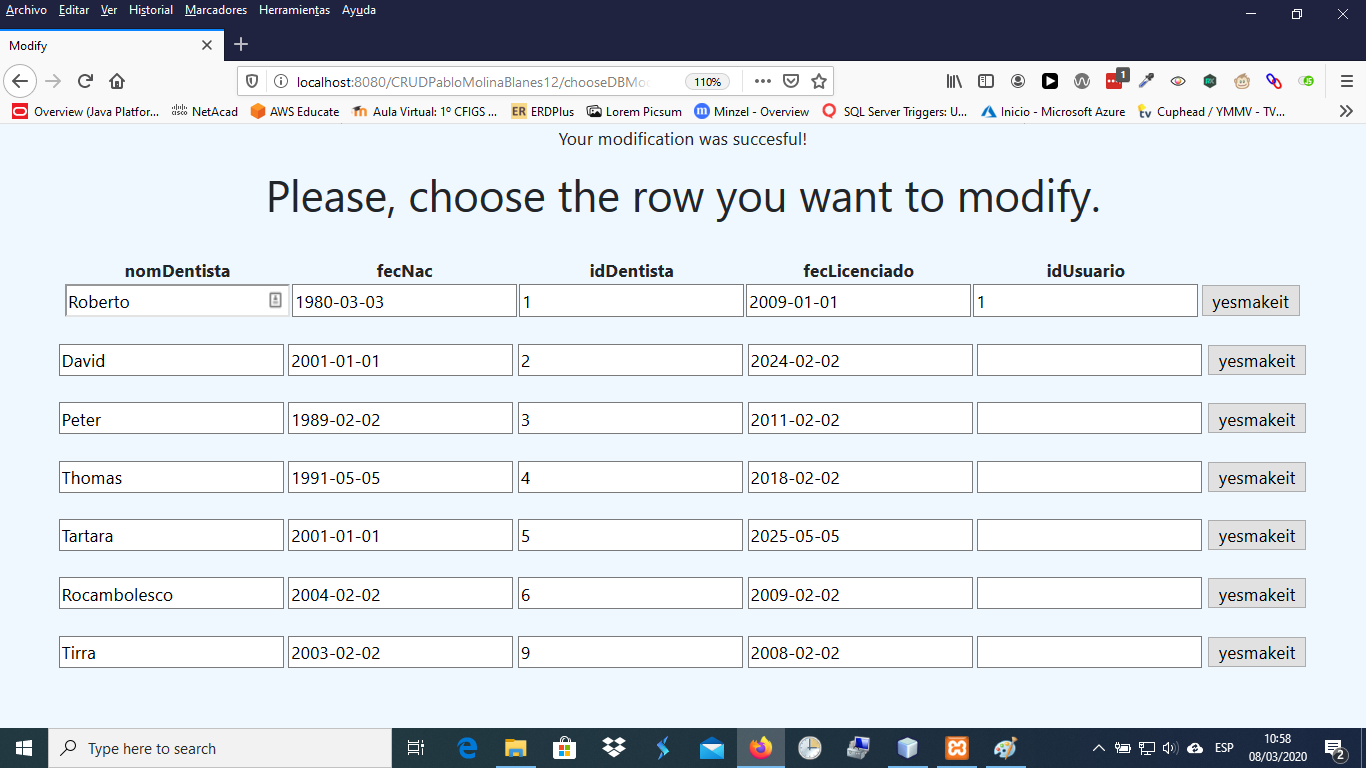 Archivo Editar Ver Historial Marcadores Herramientas Ayuda
Modify
localhost:8080/CRUDPabloMolinaBlanes12/chooseDBMo 110% 1
Overview (Java Platfor... NetAcad AWS Educate Aula Virtual: 1º CFIGS ... ERDPlus Lorem Picsum Minzel - Overview SQL Server Triggers: U... Inicio - Microsoft Azure Cuphead / YMMV - TV...
Your modification was succesful!
Please, choose the row you want to modify.
nomDentista fecNac idDentista fecLicenciado idUsuario
Roberto 1980-03-03 1 2009-01-01 1 yesmakeit
David 2001-01-01 2 2024-02-02 yesmakeit
Peter 1989-02-02 3 2011-02-02 yesmakeit
Thomas 1991-05-05 4 2018-02-02 yesmakeit
Tartara 2001-01-01 5 2025-05-05 yesmakeit
Rocambolesco 2004-02-02 6 2009-02-02 yesmakeit
Tirra 2003-02-02 9 2008-02-02 yesmakeit
Type here to search ESP 10:58
08/03/2020 2